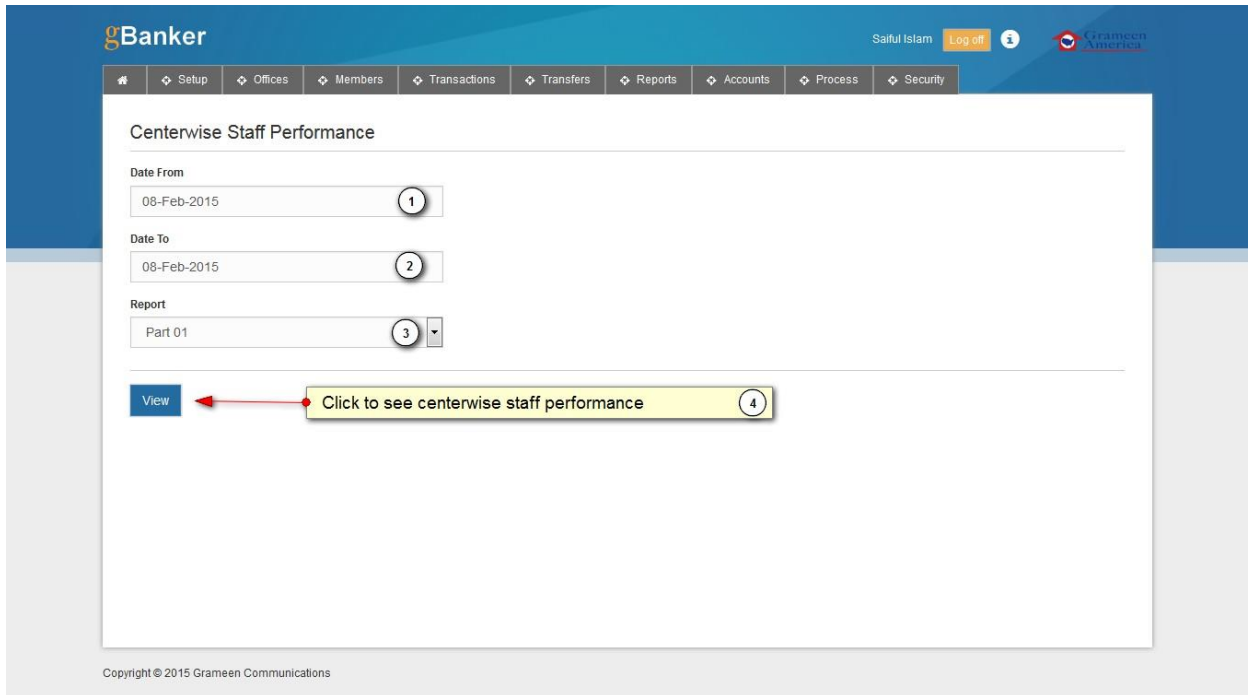 gBanker
Saiful Islam Log off i Grameen America
Setup Offices Members Transactions Transfers Reports Accounts Process Security
Centerwise Staff Performance
Date From
08-Feb-2015 1
Date To
08-Feb-2015 2
Report
Part 01 3
View Click to see centerwise staff performance 4
Copyright © 2015 Grameen Communications